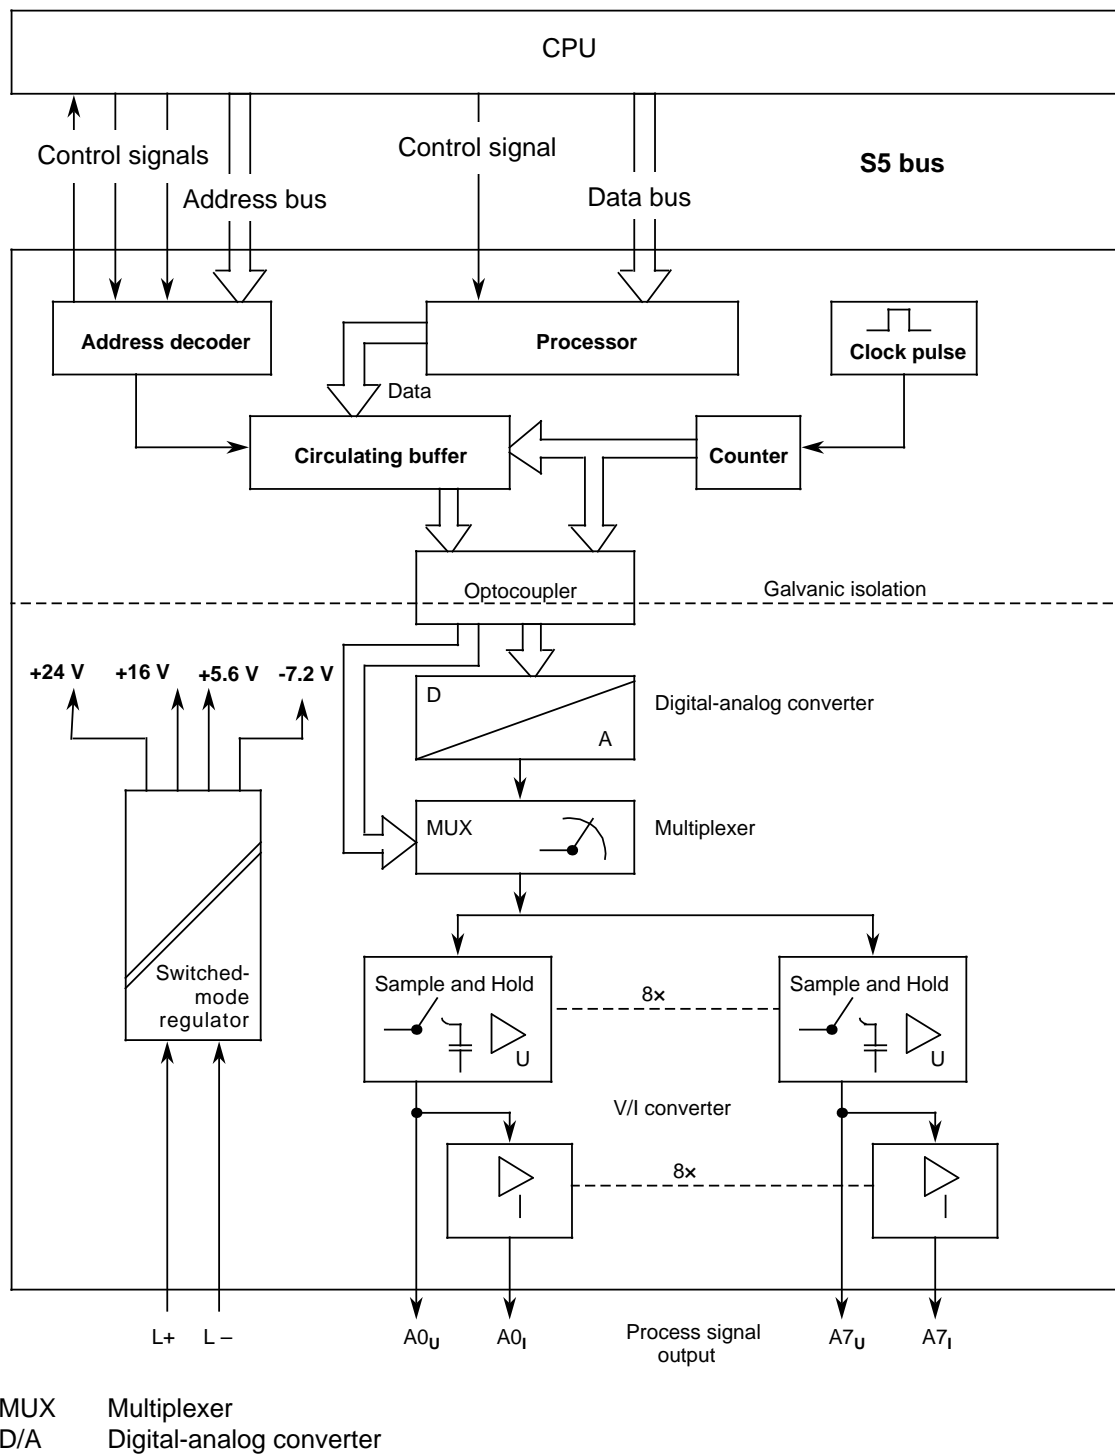 CPU
Control signals
Control signal
S5 bus
Address bus
Data bus
Address decoder
Processor
Clock pulse
Data
Circulating buffer
Counter
Optocoupler
Galvanic isolation
+24 V
+16 V
+5.6 V
-7.2 V
D
A
Digital-analog converter
MUX
Multiplexer
Switched-
mode
regulator
Sample and Hold
U
8×
Sample and Hold
U
V/I converter
I
8×
I
L+
L –
A0U
A0I
Process signal
output
A7U
A7I
MUX Multiplexer
D/A Digital-analog converter